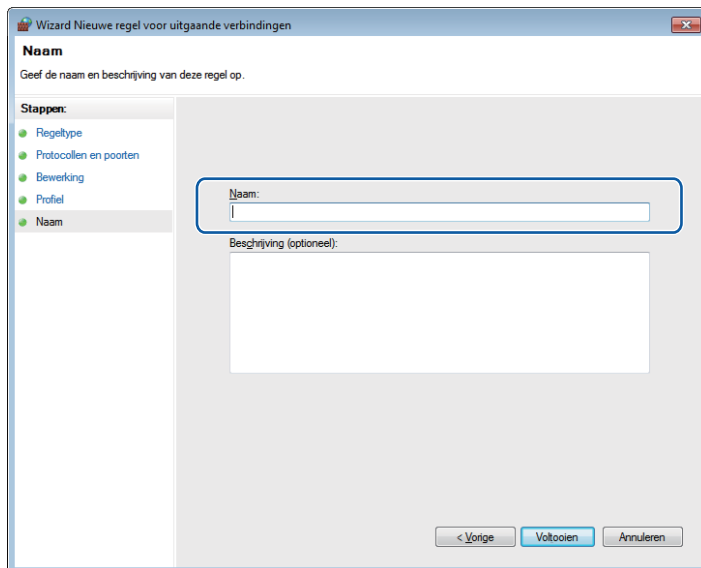 Wizard Nieuwe regel voor uitgaande verbindingen
Naam
Geef de naam en beschrijving van deze regel op.
Stappen:
Regeltype
Protocollen en poorten
Bewerking
Profiel
Naam
Naam:
Beschrijving (optioneel):
< Vorige
Voltooien
Annuleren